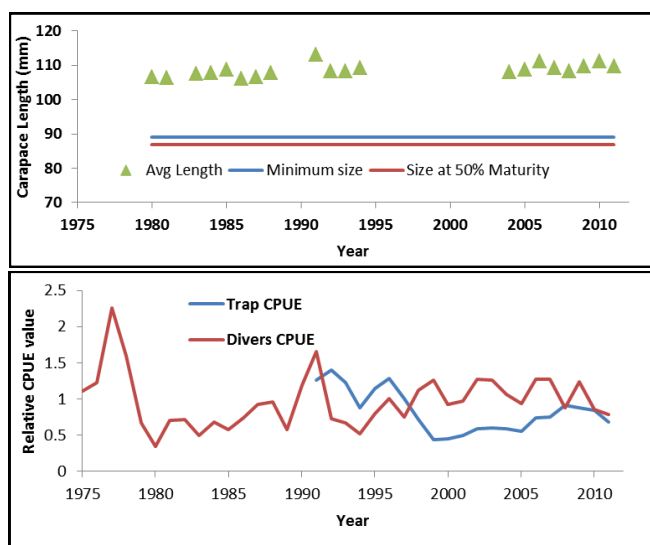 120
110
100
90
80
70
Carapace Length (mm)
Avg Length Minimum size Size at 50% Maturity
1975 1980 1985 1990 1995 2000 2005 2010
Year
2.5
2
1.5
1
0.5
0
Relative CPUE value
Trap CPUE
Divers CPUE
1975 1980 1985 1990 1995 2000 2005 2010
Year